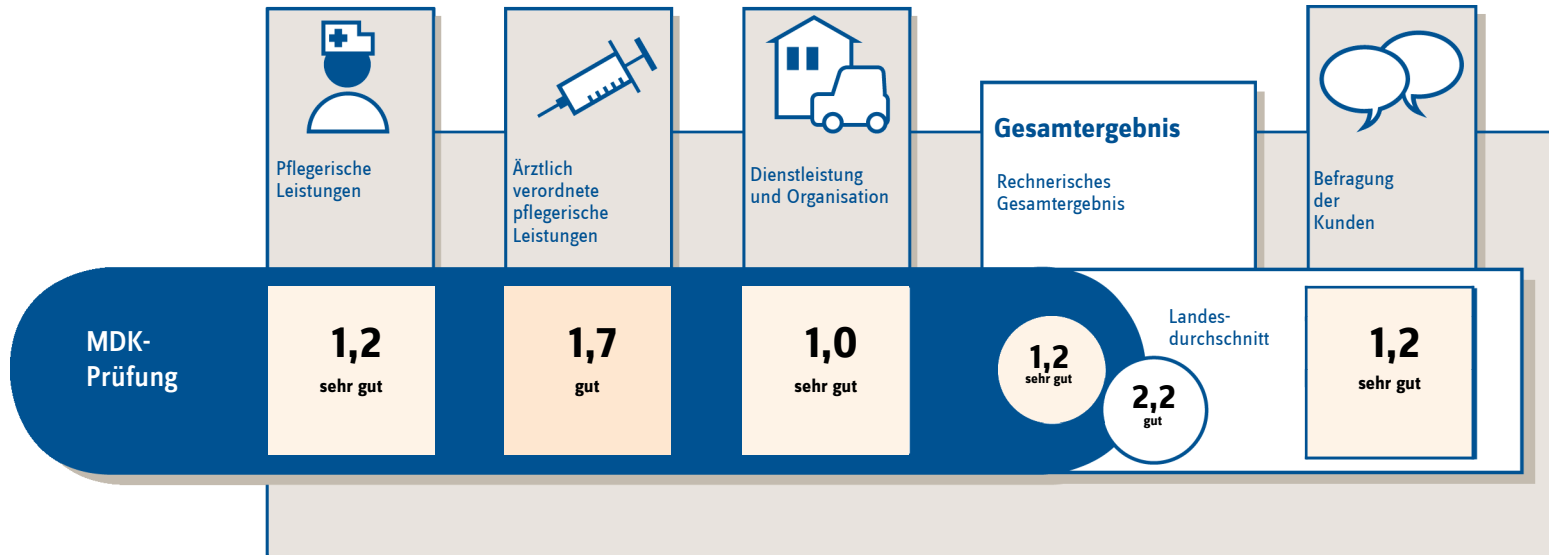 Pflegerische
Leistungen
Ärztlich
verordnete
pflegerische
Leistungen
Dienstleistung
und Organisation
Gesamtergebnis
Rechnerisches
Gesamtergebnis
Befragung
der
Kunden
MDK-
Prüfung
1,2
sehr gut
1,7
gut
1,0
sehr gut
1,2
sehr gut
Landes-
durchschnitt
2,2
gut
1,2
sehr gut